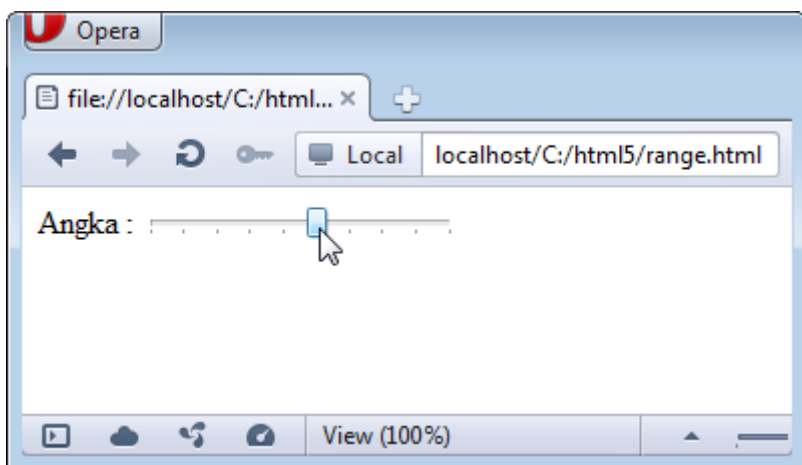 Opera
file://localhost/C:/html...
Local localhost/C:/html5/range.html
Angka :
View (100%)